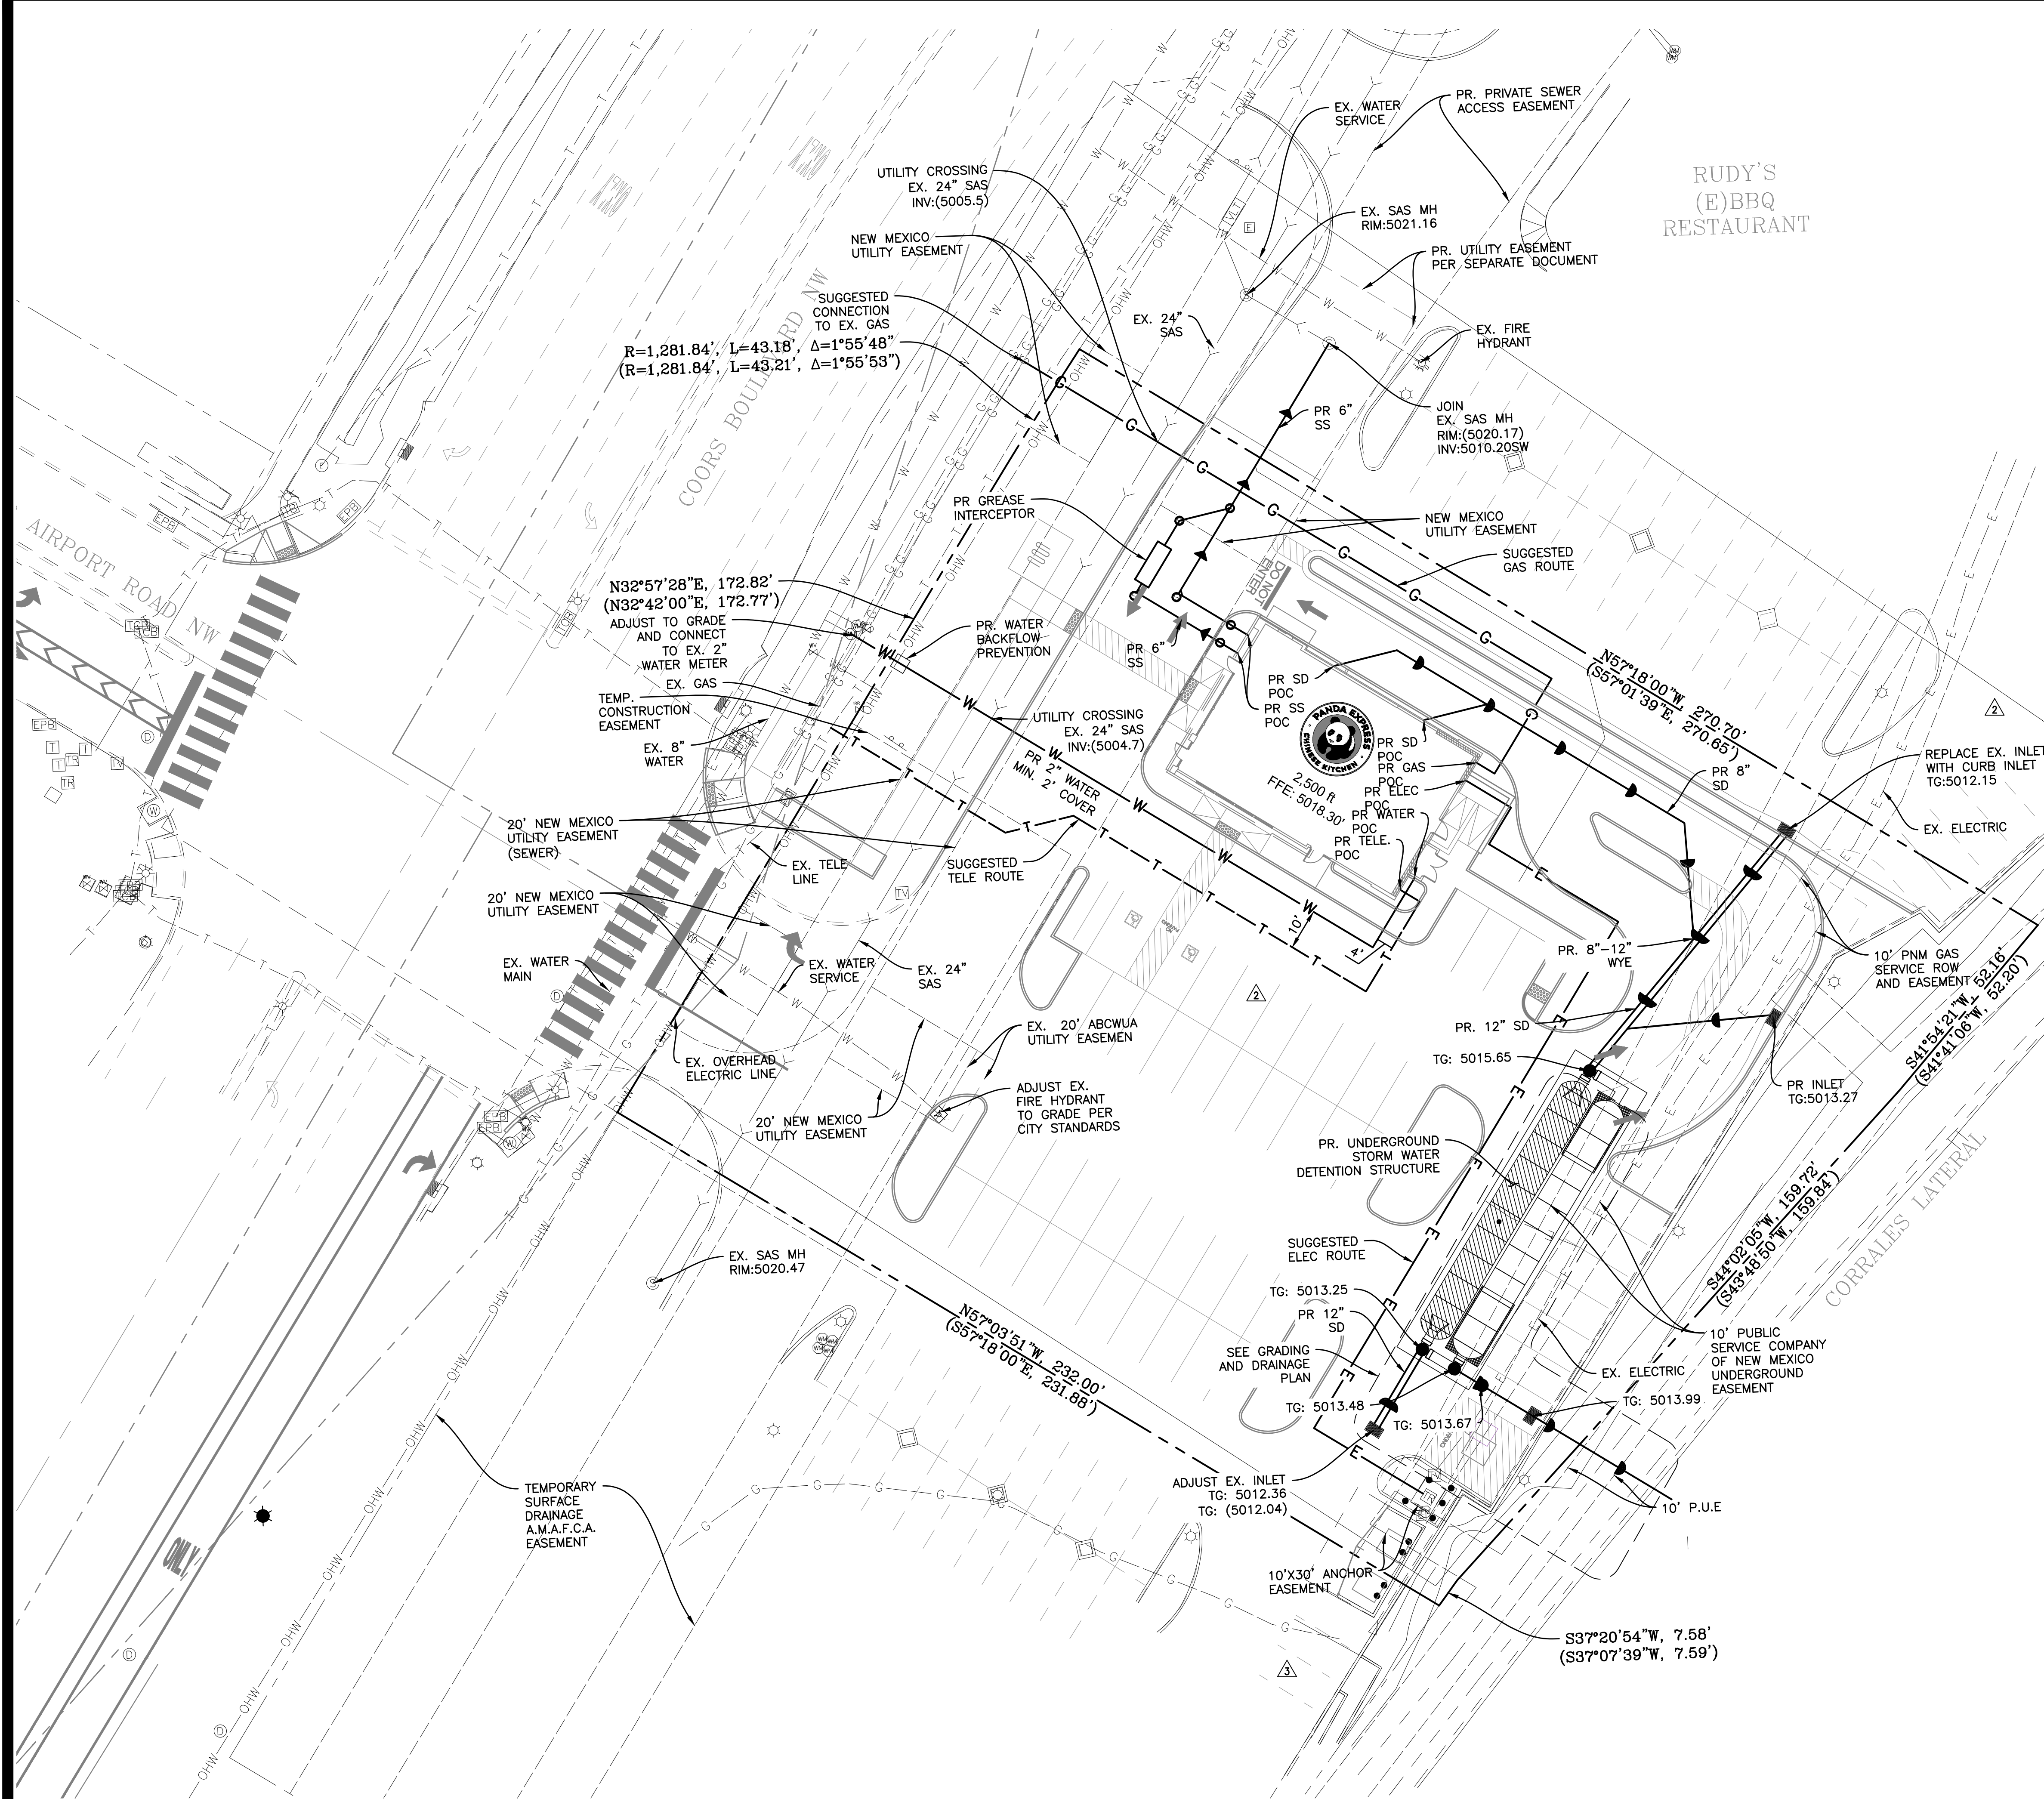 PR. PRIVATE SEWER
ACCESS EASEMENT
EX. WATER
SERVICE
RUDY'S
(E)BBQ
RESTAURANT
UTILITY CROSSING
EX. 24" SAS
INV:(5005.5)
EX. SAS MH
RIM:5021.16
NEW MEXICO
UTILITY EASEMENT
PR. UTILITY EASEMENT
PER SEPARATE DOCUMENT
VLT
E
SUGGESTED
CONNECTION
TO EX. GAS
EX. 24"
SAS
EX. FIRE
HYDRANT
R=1,281.84', L=43.18', Δ=1°55'48"
(R=1,281.84', L=43.21', Δ=1°55'53")
COORS BOULEVARD NW
PR 6"
SS
JOIN
EX. SAS MH
RIM:(5020.17)
INV:5010.20SW
PR GREASE
INTERCEPTOR
NEW MEXICO
UTILITY EASEMENT
SUGGESTED
GAS ROUTE
AIRPORT ROAD NW
DO NOT
ENTER
N32°57'28"E, 172.82'
(N32°42'00"E, 172.77')
ADJUST TO GRADE
AND CONNECT
TO EX. 2"
WATER METER
PR. WATER
BACKFLOW
PREVENTION
PR 6"
SS
N57°18'00"W, 270.70'
(S57°01'39"E, 270.65')
EX. GAS
TEMP.
CONSTRUCTION
EASEMENT
PR SD
POC
PR SS
POC
PANDA EXPRESS
CHINESE KITCHEN
2,500 ft
FFE: 5018.30'
UTILITY CROSSING
EX. 24" SAS
INV:(5004.7)
EX. 8"
WATER
PR 2" WATER
MIN. 2' COVER
PR SD
POC
PR GAS
POC
PR ELEC
POC
PR WATER
POC
PR TELE.
POC
PR 8"
SD
2
REPLACE EX. INLET
WITH CURB INLET
TG:5012.15
EX. ELECTRIC
20' NEW MEXICO
UTILITY EASEMENT
(SEWER)
EX. TELE
LINE
SUGGESTED
TELE ROUTE
TV
20' NEW MEXICO
UTILITY EASEMENT
10'
4'
EX. WATER
MAIN
EX. WATER
SERVICE
EX. 24"
SAS
PR. 8"-12"
WYE
10' PNM GAS
SERVICE ROW
AND EASEMENT
2
S41°54'21"W, 52.16'
(S41°41'06"W, 52.20')
EX. 20' ABCWUA
UTILITY EASEMEN
PR. 12" SD
EX. OVERHEAD
ELECTRIC LINE
TG: 5015.65
ADJUST EX.
FIRE HYDRANT
TO GRADE PER
CITY STANDARDS
PR INLET
TG:5013.27
20' NEW MEXICO
UTILITY EASEMENT
PR. UNDERGROUND
STORM WATER
DETENTION STRUCTURE
S44°02'05"W, 159.72'
(S43°48'50"W, 159.84')
CORRALES LATERAL
EX. SAS MH
RIM:5020.47
SUGGESTED
ELEC ROUTE
TG: 5013.25
PR 12"
SD
N57°03'51"W, 232.00'
(S57°18'00"E, 231.88')
SEE GRADING
AND DRAINAGE
PLAN
10' PUBLIC
SERVICE COMPANY
OF NEW MEXICO
UNDERGROUND
EASEMENT
EX. ELECTRIC
TG: 5013.99
TG: 5013.48
TG: 5013.67
TEMPORARY
SURFACE
DRAINAGE
A.M.A.F.C.A.
EASEMENT
ADJUST EX. INLET
TG: 5012.36
TG: (5012.04)
10' P.U.E
ONLY
10'X30' ANCHOR
EASEMENT
S37°20'54"W, 7.58'
(S37°07'39"W, 7.59')
3